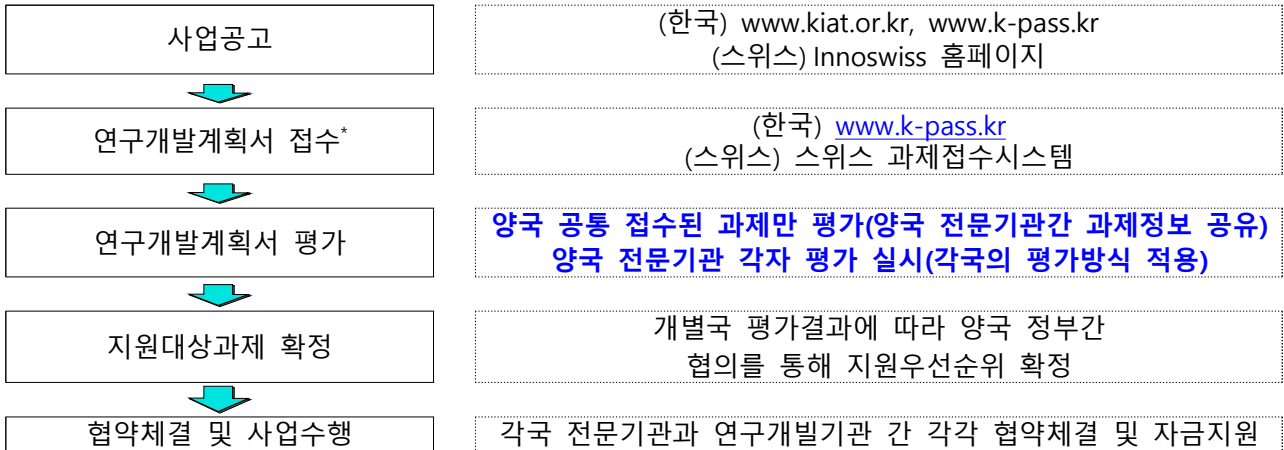 사업공고
(한국) www.kiat.or.kr, www.k-pass.kr
(스위스) Innoswiss 홈페이지
연구개발계획서 접수*
(한국) www.k-pass.kr
(스위스) 스위스 과제접수시스템
연구개발계획서 평가
양국 공통 접수된 과제만 평가(양국 전문기관간 과제정보 공유)
양국 전문기관 각자 평가 실시(각국의 평가방식 적용)
지원대상과제 확정
개별국 평가결과에 따라 양국 정부간
협의를 통해 지원우선순위 확정
협약체결 및 사업수행
각국 전문기관과 연구개빌기관 간 각각 협약체결 및 자금지원